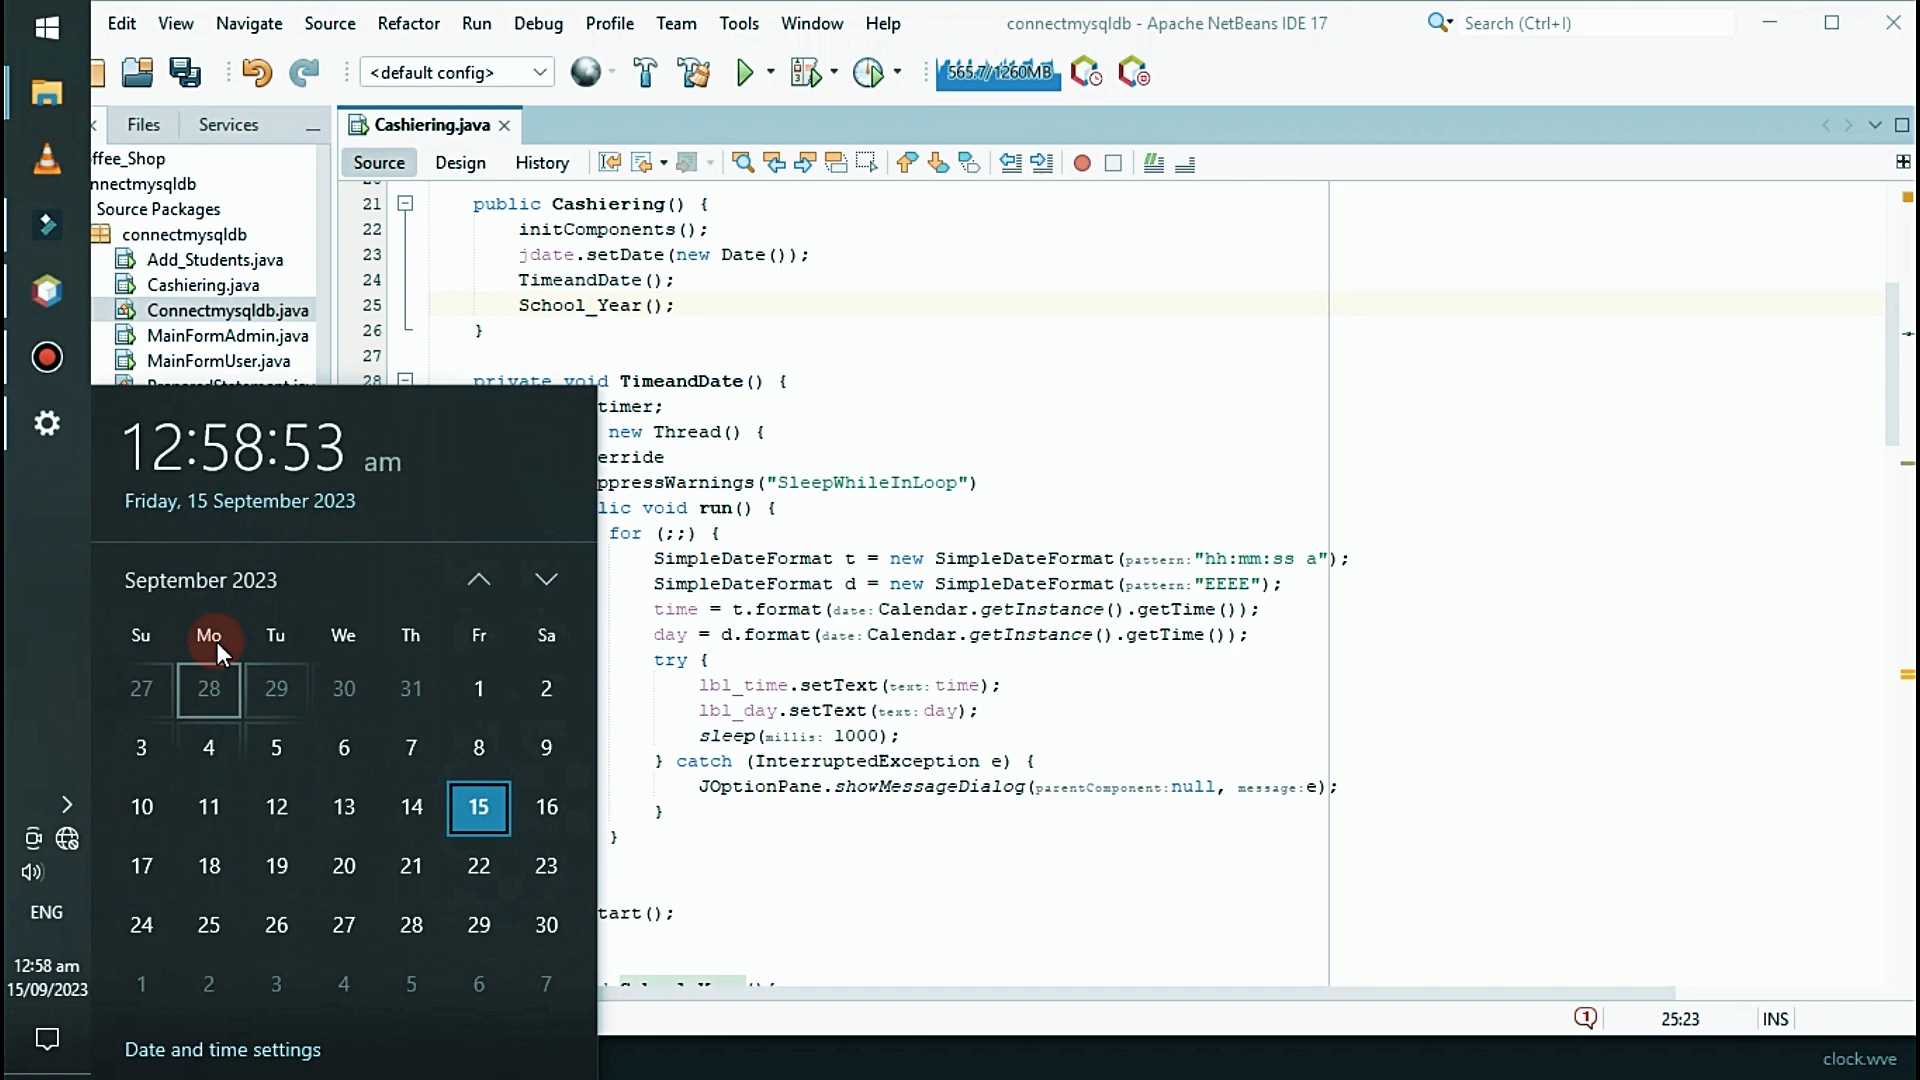 Edit View Navigate Source Refactor Run Debug Profile Team Tools Window Help
connectmysqldb - Apache NetBeans IDE 17
Search (Ctrl+I)
<default config>
565.7/1260MB
Files Services
Cashiering.java
Source Design History
ffee_Shop
nnectmysqldb
Source Packages
connectmysqldb
Add_Students.java
Cashiering.java
Connectmysqldb.java
MainFormAdmin.java
MainFormUser.java
21 public Cashiering() {
22 initComponents();
23 jdate.setDate(new Date());
24 TimeandDate();
25 School_Year();
26 }
27
28 private void TimeandDate() {
timer;
new Thread() {
erride
ppressWarnings("SleepWhileInLoop")
lic void run() {
for (;;) {
SimpleDateFormat t = new SimpleDateFormat(pattern:"hh:mm:ss a");
SimpleDateFormat d = new SimpleDateFormat(pattern:"EEEE");
time = t.format(date:Calendar.getInstance().getTime());
day = d.format(date:Calendar.getInstance().getTime());
try {
lbl_time.setText(text:time);
lbl_day.setText(text:day);
sleep(millis: 1000);
} catch (InterruptedException e) {
JOptionPane.showMessageDialog(parentComponent:null, message:e);
}
}
tart();
12:58:53 am
Friday, 15 September 2023
September 2023
Su Mo Tu We Th Fr Sa
27 28 29 30 31 1 2
3 4 5 6 7 8 9
10 11 12 13 14 15 16
17 18 19 20 21 22 23
24 25 26 27 28 29 30
1 2 3 4 5 6 7
Date and time settings
ENG
12:58 am
15/09/2023
1
25:23
INS
clock.wve